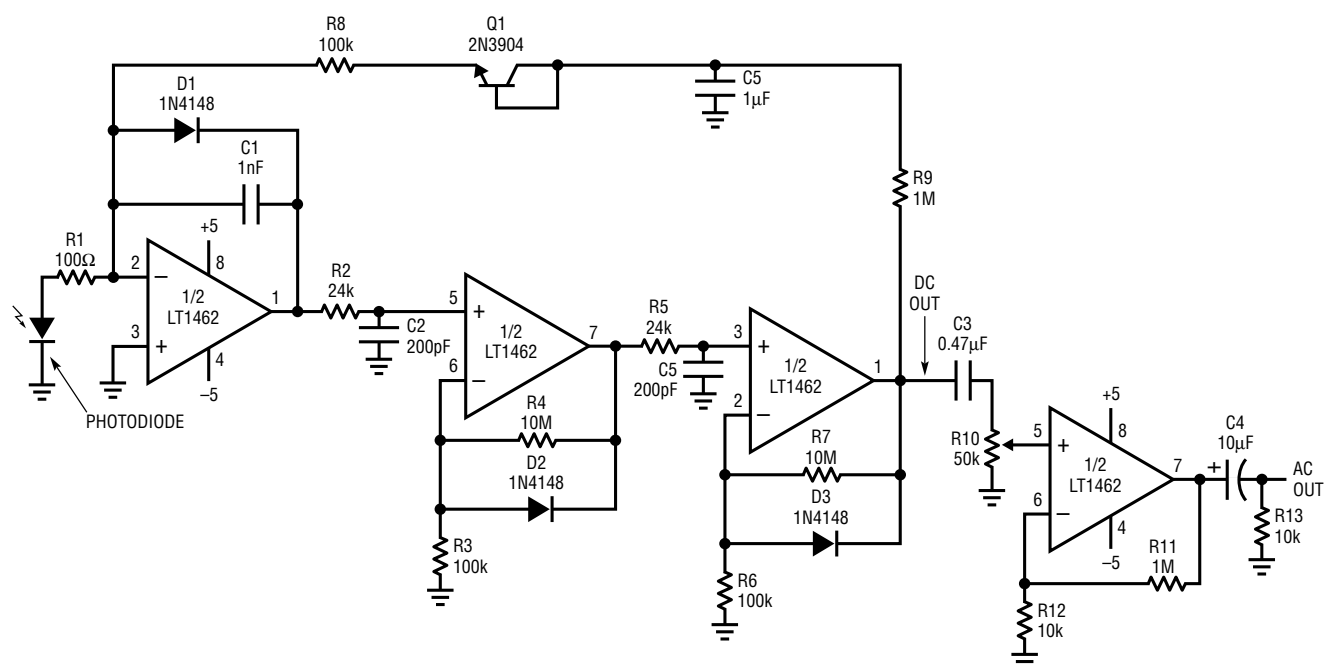 R8
100k
Q1
2N3904
C5
1µF
D1
1N4148
C1
1nF
R9
1M
R1
100Ω
+5
8
2
–
1/2
LT1462
1
3
+
4
–5
PHOTODIODE
R2
24k
C2
200pF
5
+
1/2
LT1462
7
6
–
R4
10M
D2
1N4148
R3
100k
R5
24k
C5
200pF
3
+
1/2
LT1462
1
2
–
R7
10M
D3
1N4148
R6
100k
DC
OUT
C3
0.47µF
R10
50k
+5
8
5
+
1/2
LT1462
7
6
–
4
–5
R11
1M
R12
10k
C4
10µF
+
AC
OUT
R13
10k